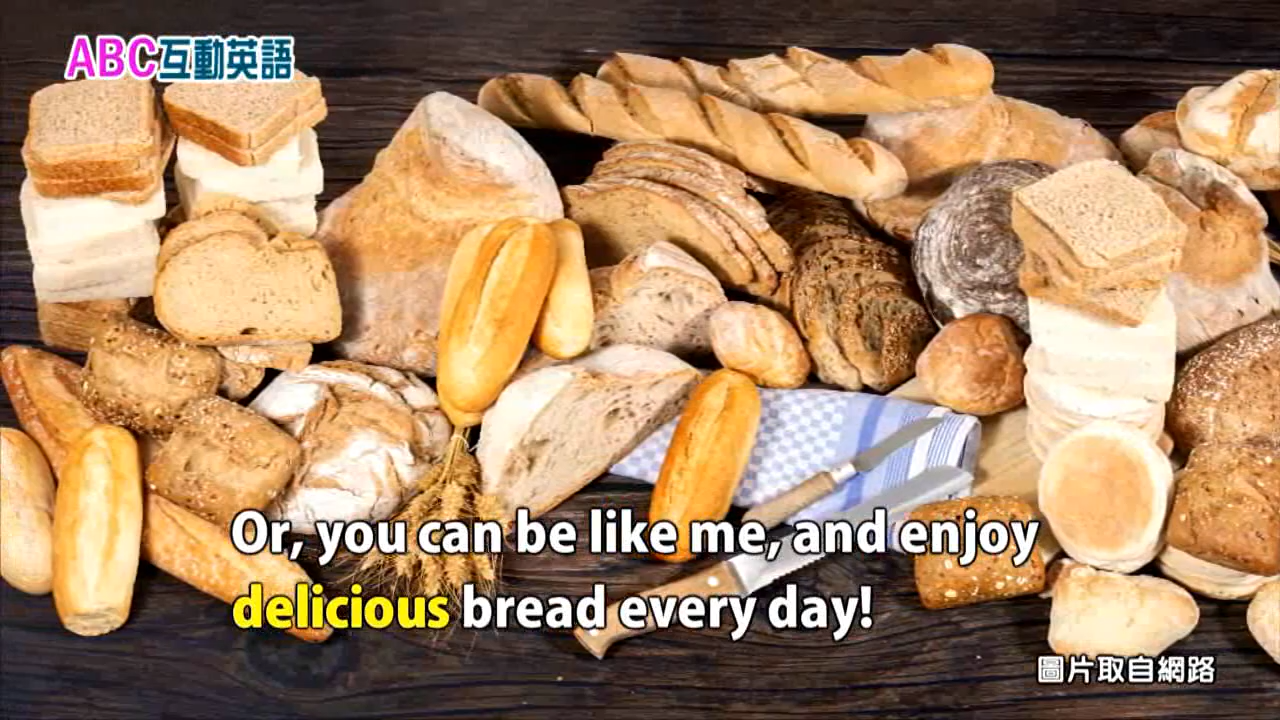 ABC互動英語
Or, you can be like me, and enjoy
delicious bread every day!
圖片取自網路